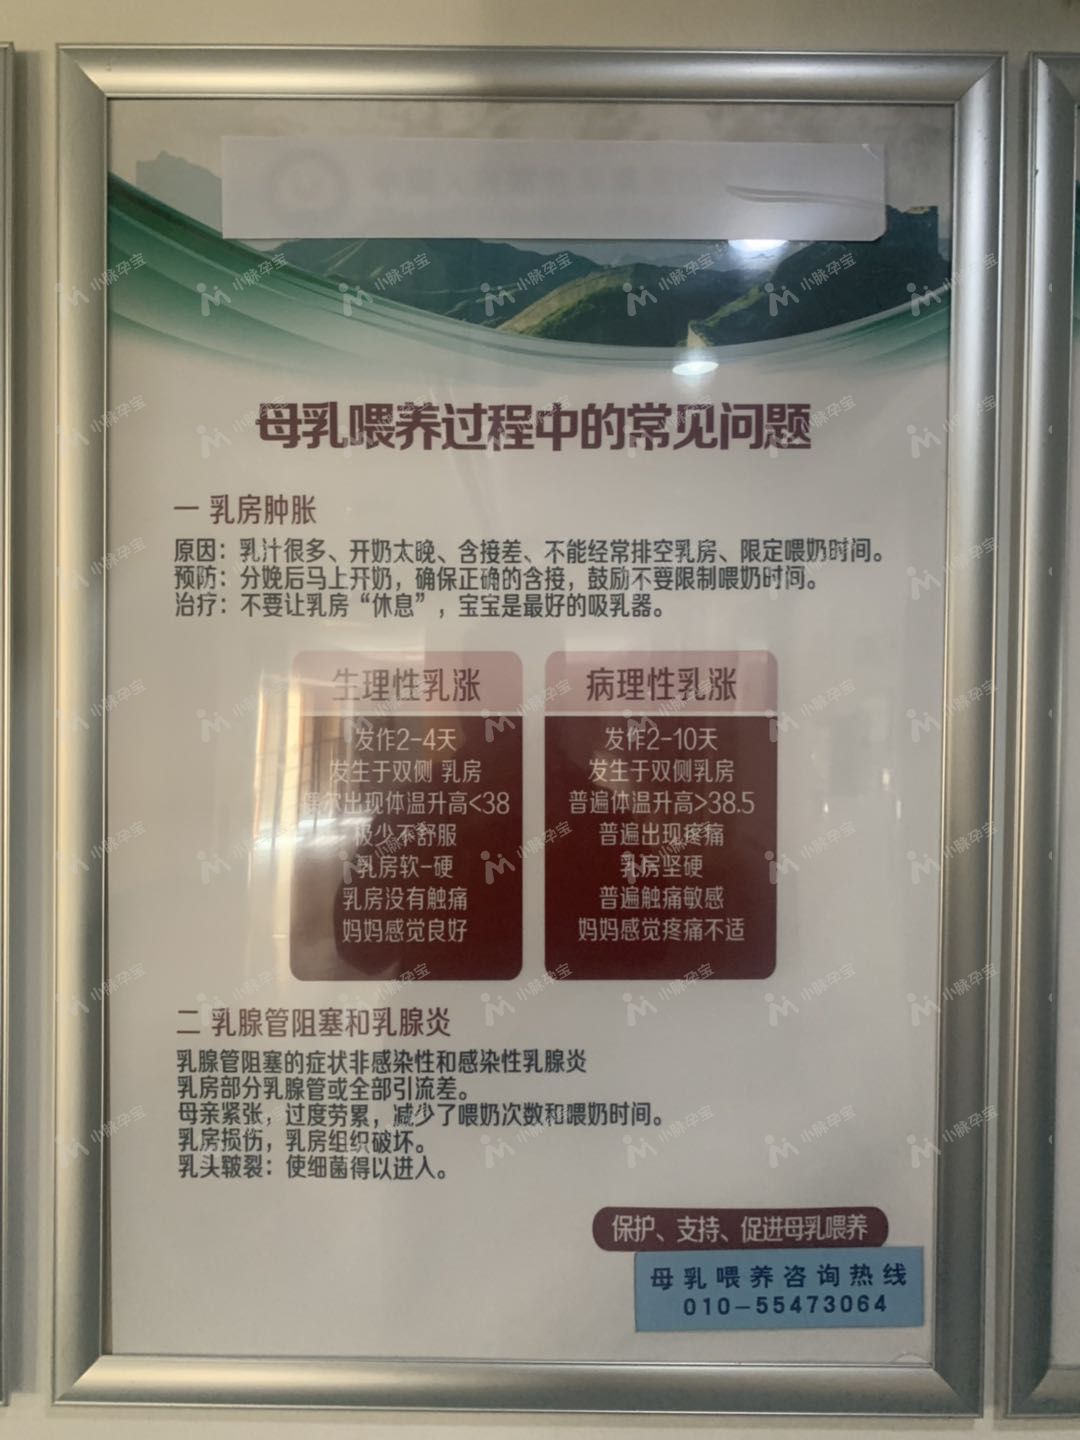 母乳喂养过程中的常见问题
一 乳房肿胀
原因：乳汁很多、开奶太晚、含接差、不能经常排空乳房、限定喂奶时间。
预防：分娩后马上开奶，确保正确的含接，鼓励不要限制喂奶时间。
治疗：不要让乳房“休息”，宝宝是最好的吸乳器。
生理性乳涨
发作2-4天
发生于双侧 乳房
偶尔出现体温升高<38
极少不舒服
乳房软-硬
乳房没有触痛
妈妈感觉良好
病理性乳涨
发作2-10天
发生于双侧乳房
普遍体温升高>38.5
普遍出现疼痛
乳房坚硬
普遍触痛敏感
妈妈感觉疼痛不适
二 乳腺管阻塞和乳腺炎
乳腺管阻塞的症状非感染性和感染性乳腺炎
乳房部分乳腺管或全部引流差。
母亲紧张，过度劳累，减少了喂奶次数和喂奶时间。
乳房损伤，乳房组织破坏。
乳头皲裂：使细菌得以进入。
保护、支持、促进母乳喂养
母乳喂养咨询热线
010-55473064
小脉孕宝